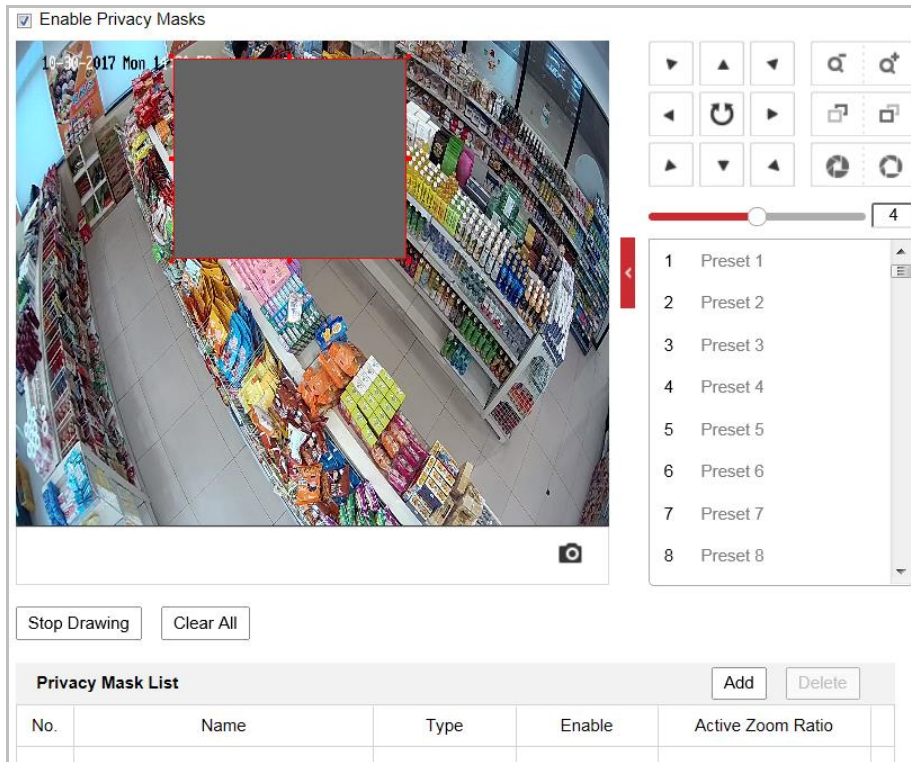 Enable Privacy Masks
10-30-2017 Mon
4
1 Preset 1
2 Preset 2
3 Preset 3
4 Preset 4
5 Preset 5
6 Preset 6
7 Preset 7
8 Preset 8
Stop Drawing Clear All
Privacy Mask List Add Delete
No. Name Type Enable Active Zoom Ratio